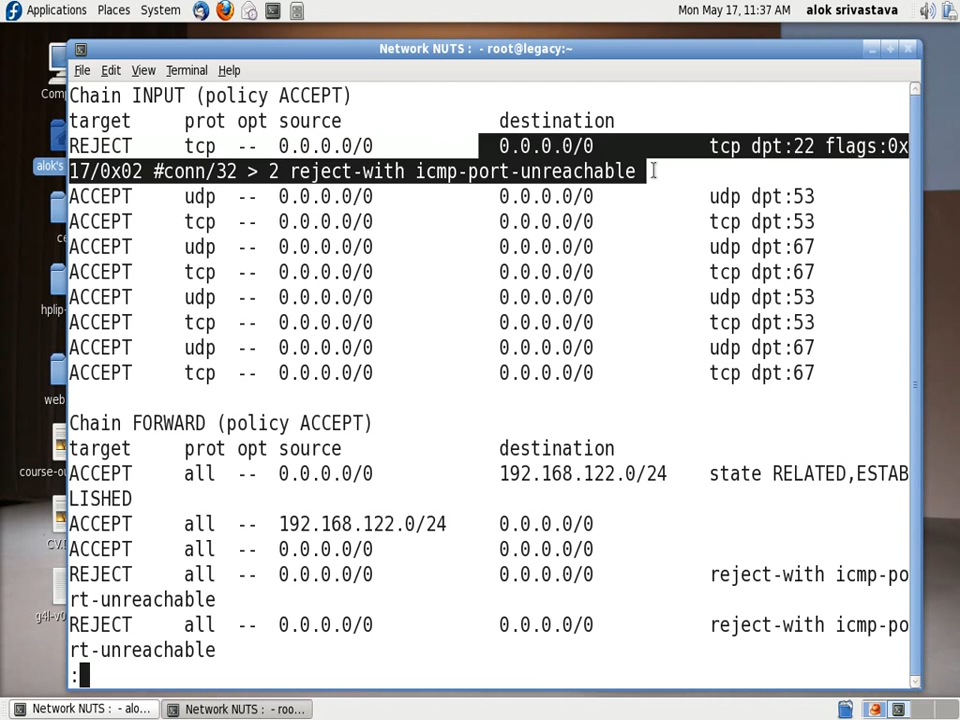 Applications Places System Mon May 17, 11:37 AM alok srivastava
Network NUTS : - root@legacy:~
File Edit View Terminal Help
Chain INPUT (policy ACCEPT)
target prot opt source destination
REJECT tcp -- 0.0.0.0/0 0.0.0.0/0 tcp dpt:22 flags:0x
17/0x02 #conn/32 > 2 reject-with icmp-port-unreachable
ACCEPT udp -- 0.0.0.0/0 0.0.0.0/0 udp dpt:53
ACCEPT tcp -- 0.0.0.0/0 0.0.0.0/0 tcp dpt:53
ACCEPT udp -- 0.0.0.0/0 0.0.0.0/0 udp dpt:67
ACCEPT tcp -- 0.0.0.0/0 0.0.0.0/0 tcp dpt:67
ACCEPT udp -- 0.0.0.0/0 0.0.0.0/0 udp dpt:53
ACCEPT tcp -- 0.0.0.0/0 0.0.0.0/0 tcp dpt:53
ACCEPT udp -- 0.0.0.0/0 0.0.0.0/0 udp dpt:67
ACCEPT tcp -- 0.0.0.0/0 0.0.0.0/0 tcp dpt:67
Chain FORWARD (policy ACCEPT)
target prot opt source destination
ACCEPT all -- 0.0.0.0/0 192.168.122.0/24 state RELATED,ESTAB
LISHED
ACCEPT all -- 192.168.122.0/24 0.0.0.0/0
ACCEPT all -- 0.0.0.0/0 0.0.0.0/0
REJECT all -- 0.0.0.0/0 0.0.0.0/0 reject-with icmp-po
rt-unreachable
REJECT all -- 0.0.0.0/0 0.0.0.0/0 reject-with icmp-po
rt-unreachable
:
Com
alok's
ce
hplip-
web
course-ou
CV.
g4l-v0
Network NUTS : - alo... Network NUTS : - roo...